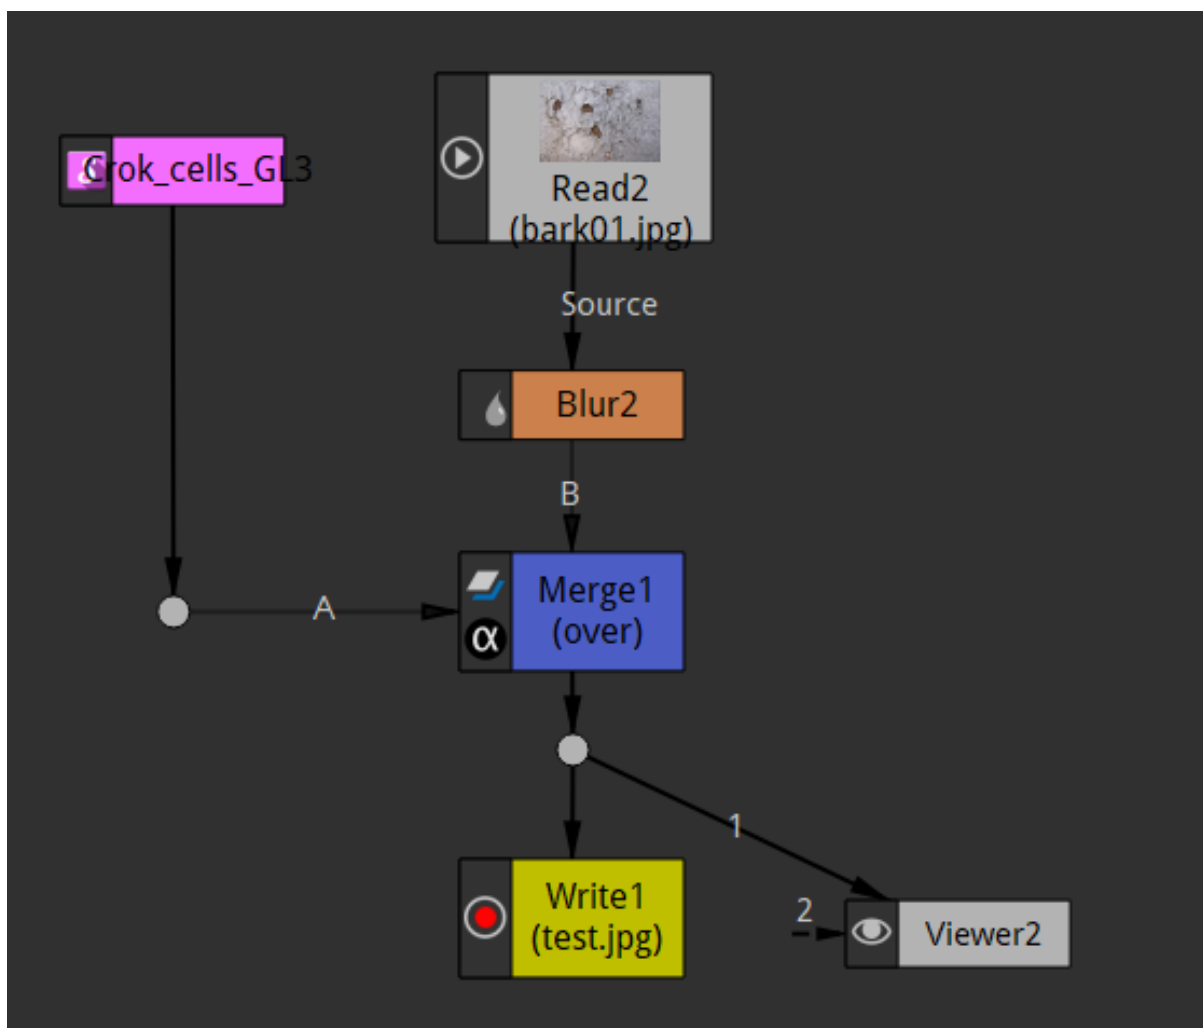 Crok_cells_GL3
Read2
(bark01.jpg)
Source
Blur2
B
A
Merge1
(over)
α
1
Write1
(test.jpg)
2
Viewer2